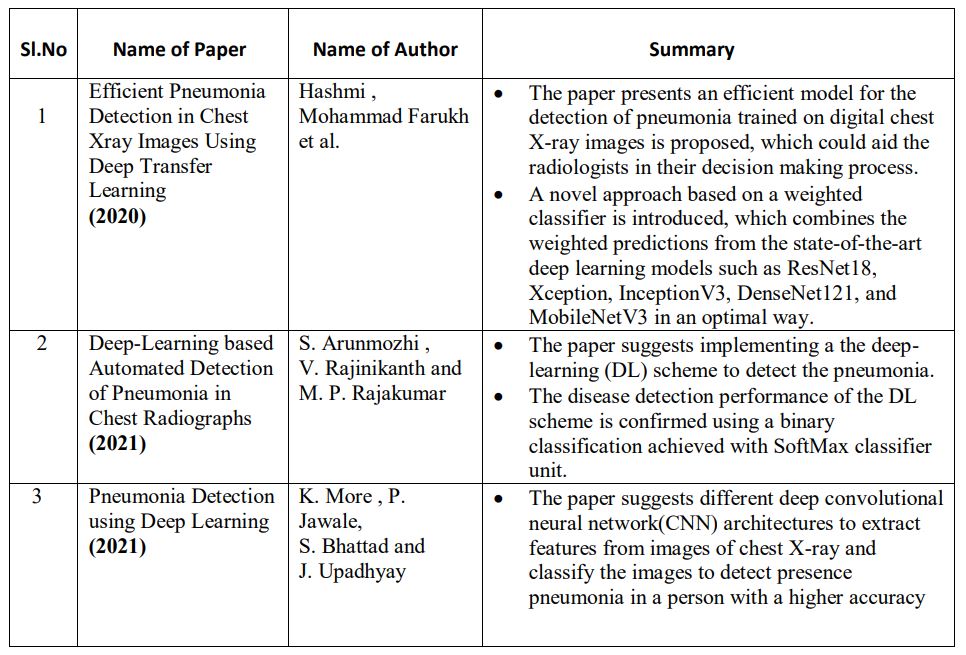 Sl.No Name of Paper Name of Author Summary
1
Efficient Pneumonia
Detection in Chest
Xray Images Using
Deep Transfer
Learning
(2020)
Hashmi ,
Mohammad Farukh
et al.
• The paper presents an efficient model for the
detection of pneumonia trained on digital chest
X-ray images is proposed, which could aid the
radiologists in their decision making process.
• A novel approach based on a weighted
classifier is introduced, which combines the
weighted predictions from the state-of-the-art
deep learning models such as ResNet18,
Xception, InceptionV3, DenseNet121, and
MobileNetV3 in an optimal way.
2
Deep-Learning based
Automated Detection
of Pneumonia in
Chest Radiographs
(2021)
S. Arunmozhi ,
V. Rajinikanth and
M. P. Rajakumar
• The paper suggests implementing a the deep-
learning (DL) scheme to detect the pneumonia.
• The disease detection performance of the DL
scheme is confirmed using a binary
classification achieved with SoftMax classifier
unit.
3
Pneumonia Detection
using Deep Learning
(2021)
K. More , P.
Jawale,
S. Bhattad and
J. Upadhyay
• The paper suggests different deep convolutional
neural network(CNN) architectures to extract
features from images of chest X-ray and
classify the images to detect presence
pneumonia in a person with a higher accuracy